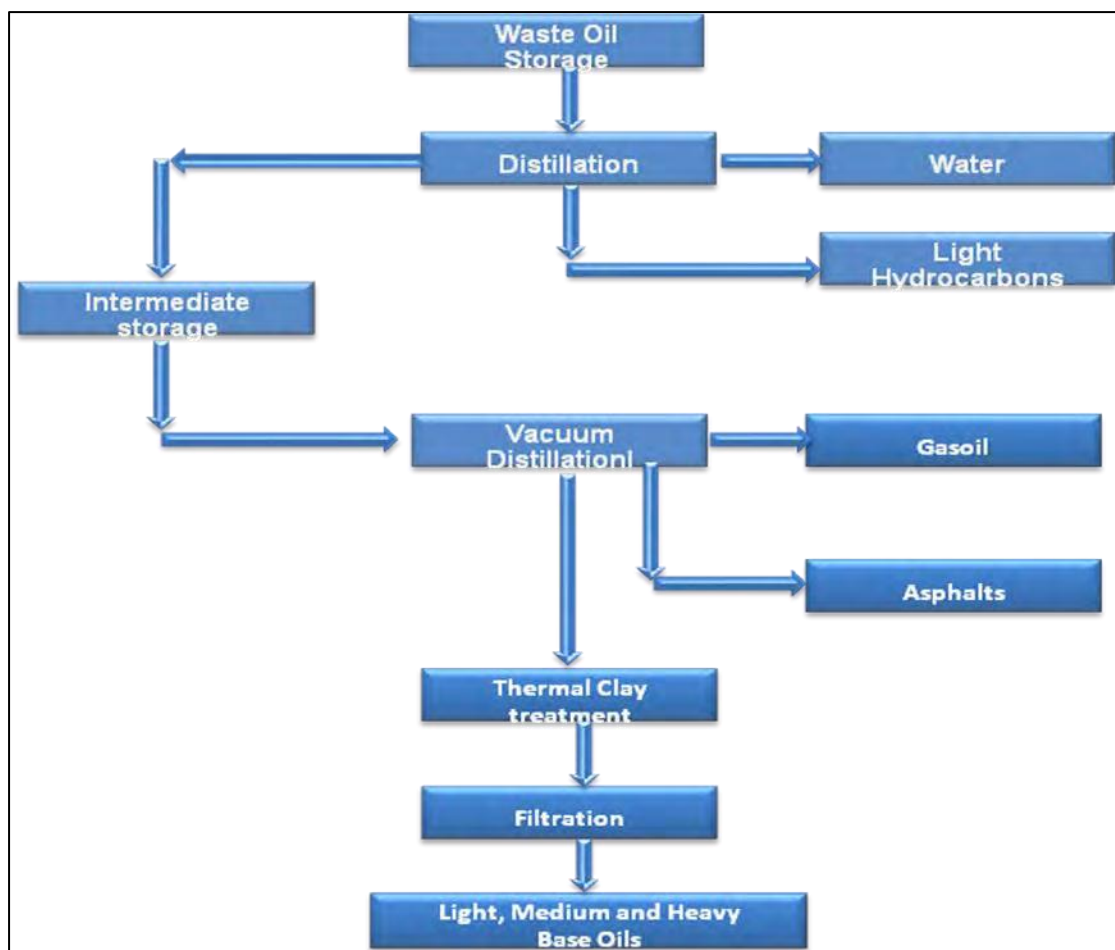 Waste Oil
Storage
Distillation
Water
Light
Hydrocarbons
Intermediate
storage
Vacuum
Distillationl
Gasoil
Asphalts
Thermal Clay
treatment
Filtration
Light, Medium and Heavy
Base Oils